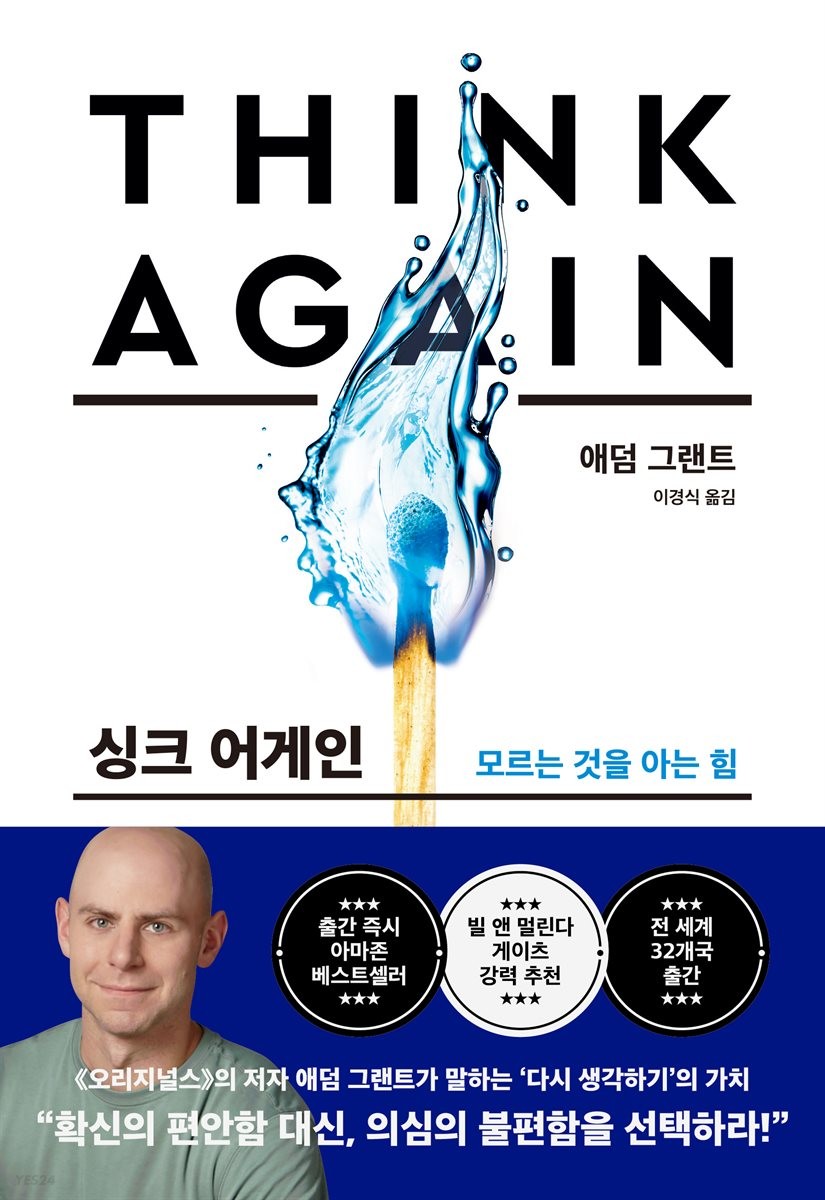 THINK
AGAIN
애덤 그랜트
이경식 옮김
싱크 어게인
모르는 것을 아는 힘
★★★
출간 즉시
아마존
베스트셀러
★★★
★★★
빌 앤 멀린다
게이츠
강력 추천
★★★
★★★
전 세계
32개국
출간
★★★
《오리지널스》의 저자 애덤 그랜트가 말하는 ‘다시 생각하기’의 가치
“확신의 편안함 대신, 의심의 불편함을 선택하라!”
YES24